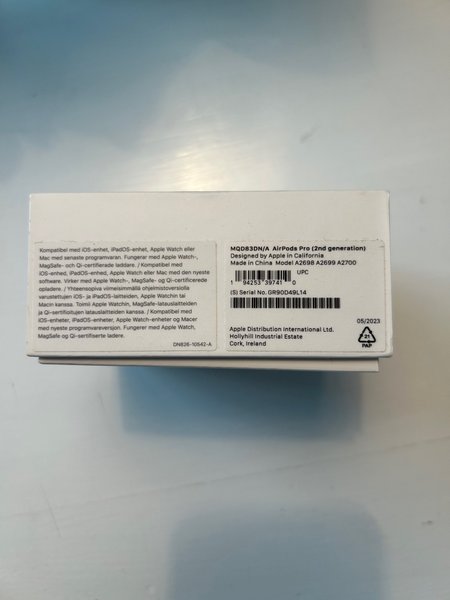 Kompatibel med iOS-enhet, iPadOS-enhet, Apple Watch eller
Mac med senaste programvaran. Fungerar med Apple Watch-,
MagSafe- och Qi-certifierade laddare. / Kompatibel med
iOS-enhed, iPadOS-enhed, Apple Watch eller Mac med den nyeste
software. Virker med Apple Watch-, MagSafe- og Qi-certificerede
opladere. / Yhteensopiva viimeisimmällä ohjelmistoversiolla
varustettujen iOS- ja iPadOS-laitteiden, Apple Watchin tai
Macin kanssa. Toimii Apple Watchin, MagSafe-latauslaitteiden
ja Qi-sertifioitujen latauslaitteiden kanssa. / Kompatibel med
iOS-enheter, iPadOS-enheter, Apple Watch-enheter og Macer
med nyeste programvareversjon. Fungerer med Apple Watch,
MagSafe og Qi-sertifiserte ladere.
DN826-10542-A
MQD83DN/A AirPods Pro (2nd generation)
Designed by Apple in California
Made in China Model A2698 A2699 A2700
UPC
1 94253 39741 0
(S) Serial No. GR90D49L14
05/2023
Apple Distribution International Ltd.
Hollyhill Industrial Estate
Cork, Ireland
21
PAP